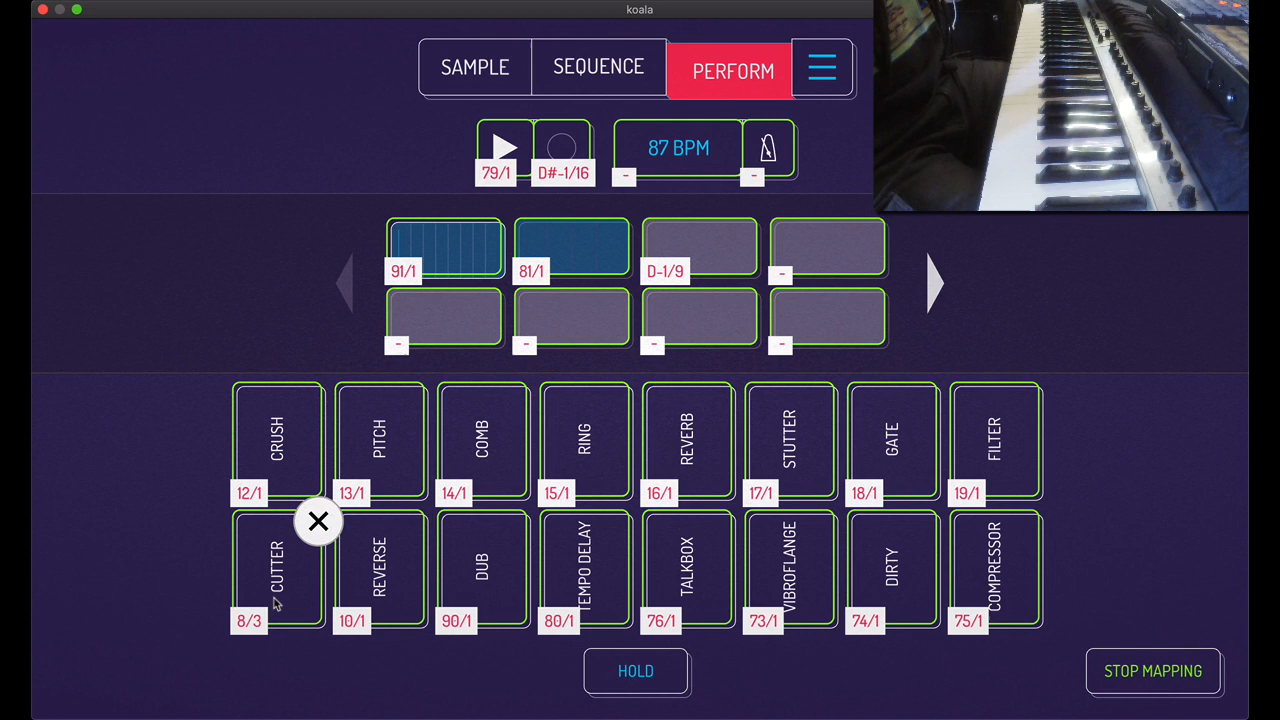 koala
SAMPLE SEQUENCE PERFORM
87 BPM
79/1 D#-1/16 - -
91/1 81/1 D-1/9 -
- - - -
CRUSH PITCH COMB RING REVERB STUTTER GATE FILTER
12/1 13/1 14/1 15/1 16/1 17/1 18/1 19/1
CUTTER REVERSE DUB TEMPO DELAY TALKBOX VIBROFLANGE DIRTY COMPRESSOR
8/3 10/1 90/1 80/1 76/1 73/1 74/1 75/1
HOLD STOP MAPPING